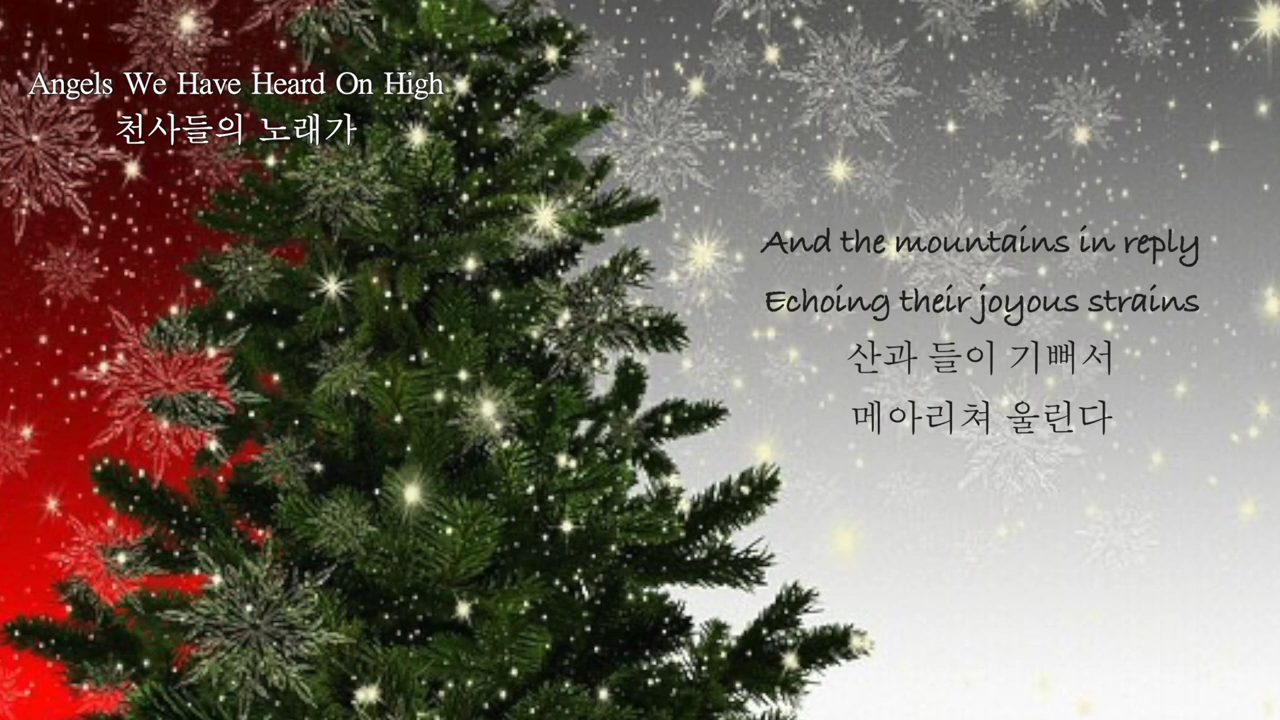 Angels We Have Heard On High
천사들의 노래가
And the mountains in reply
Echoing their joyous strains
산과 들이 기뻐서
메아리쳐 울린다